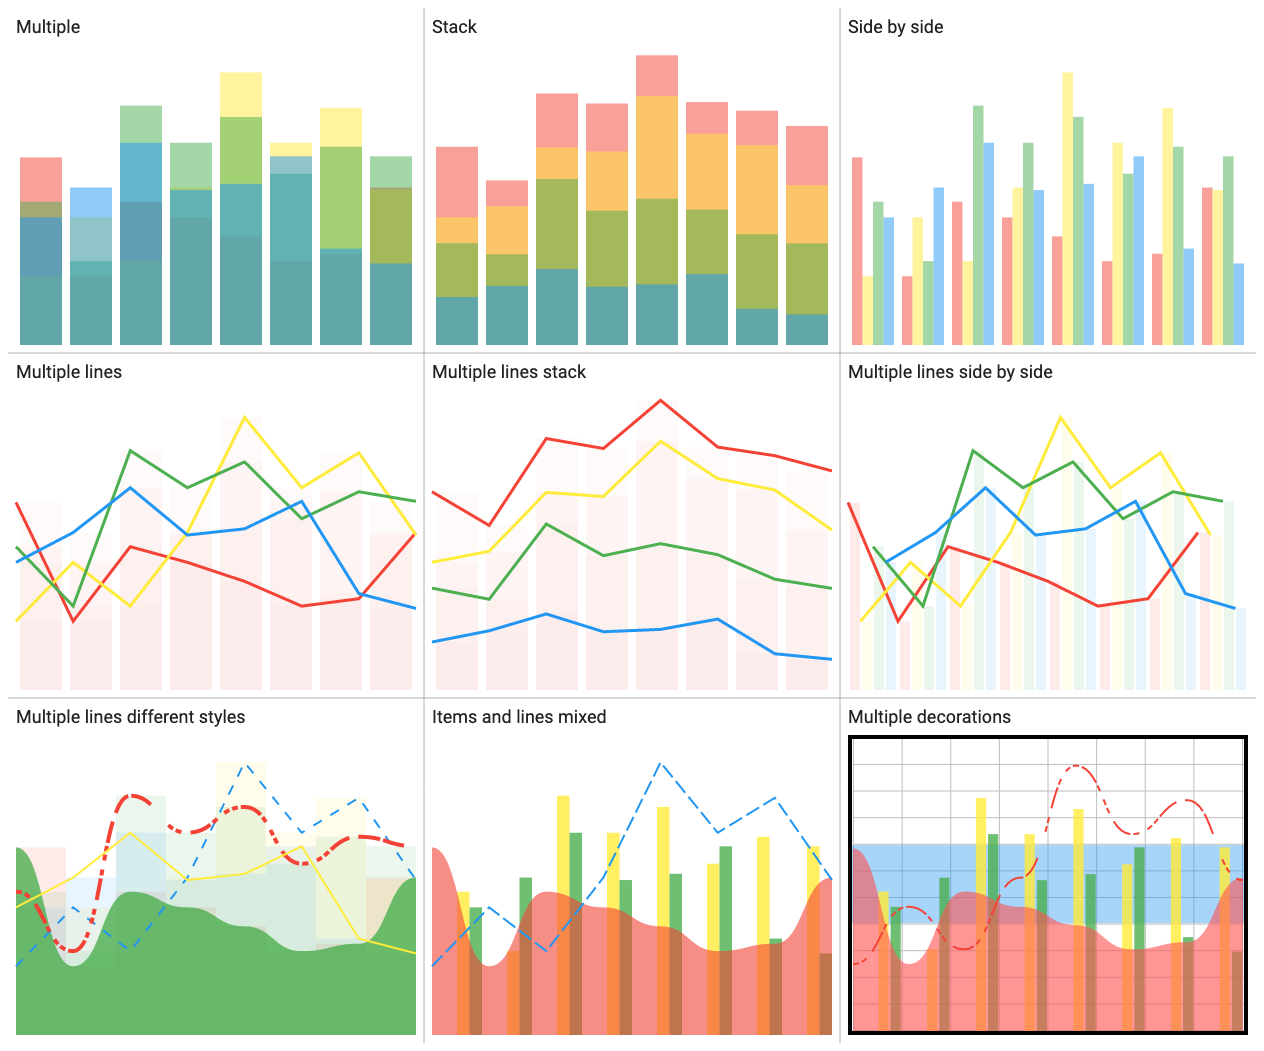 Multiple
Stack
Side by side
Multiple lines
Multiple lines stack
Multiple lines side by side
Multiple lines different styles
Items and lines mixed
Multiple decorations